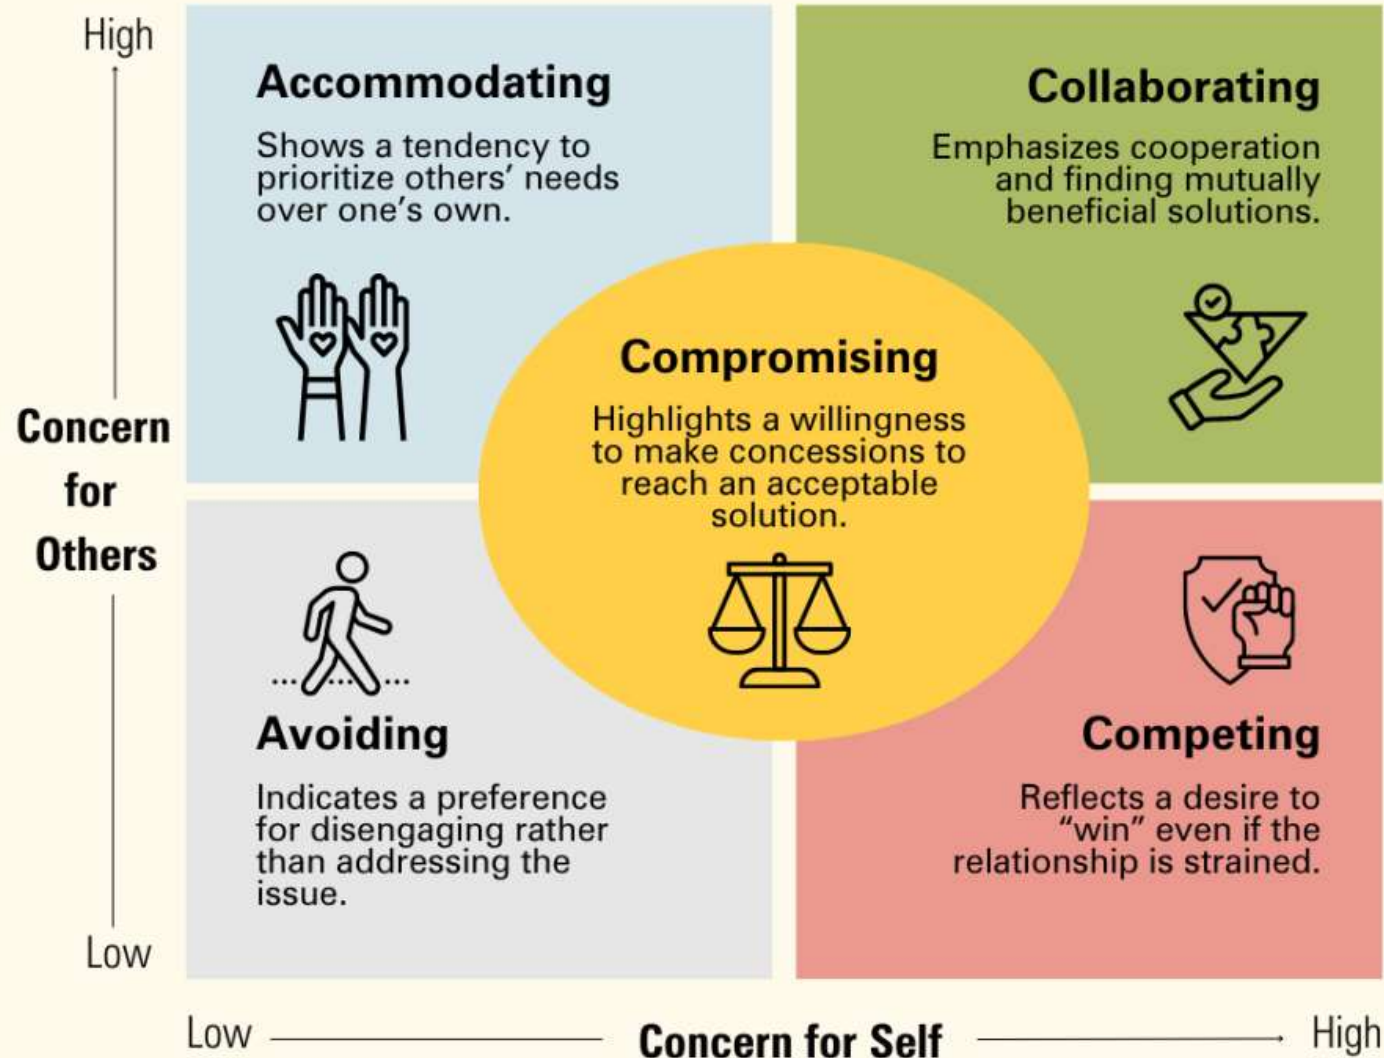 High
Accommodating
Shows a tendency to
prioritize others’ needs
over one’s own.
Collaborating
Emphasizes cooperation
and finding mutually
beneficial solutions.
Compromising
Highlights a willingness
to make concessions to
reach an acceptable
solution.
Concern
for
Others
Avoiding
Indicates a preference
for disengaging rather
than addressing the
issue.
Competing
Reflects a desire to
“win” even if the
relationship is strained.
Low
Low
Concern for Self
High